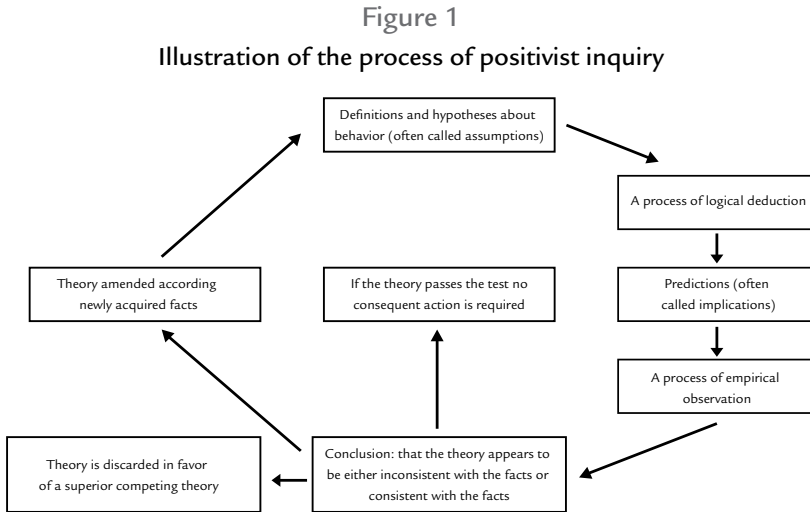 Figure 1
Illustration of the process of positivist inquiry
Definitions and hypotheses about
behavior (often called assumptions)
A process of logical deduction
Theory amended according
newly acquired facts
If the theory passes the test no
consequent action is required
Predictions (often
called implications)
A process of empirical
observation
Theory is discarded in favor
of a superior competing theory
Conclusion: that the theory appears to
be either inconsistent with the facts or
consistent with the facts